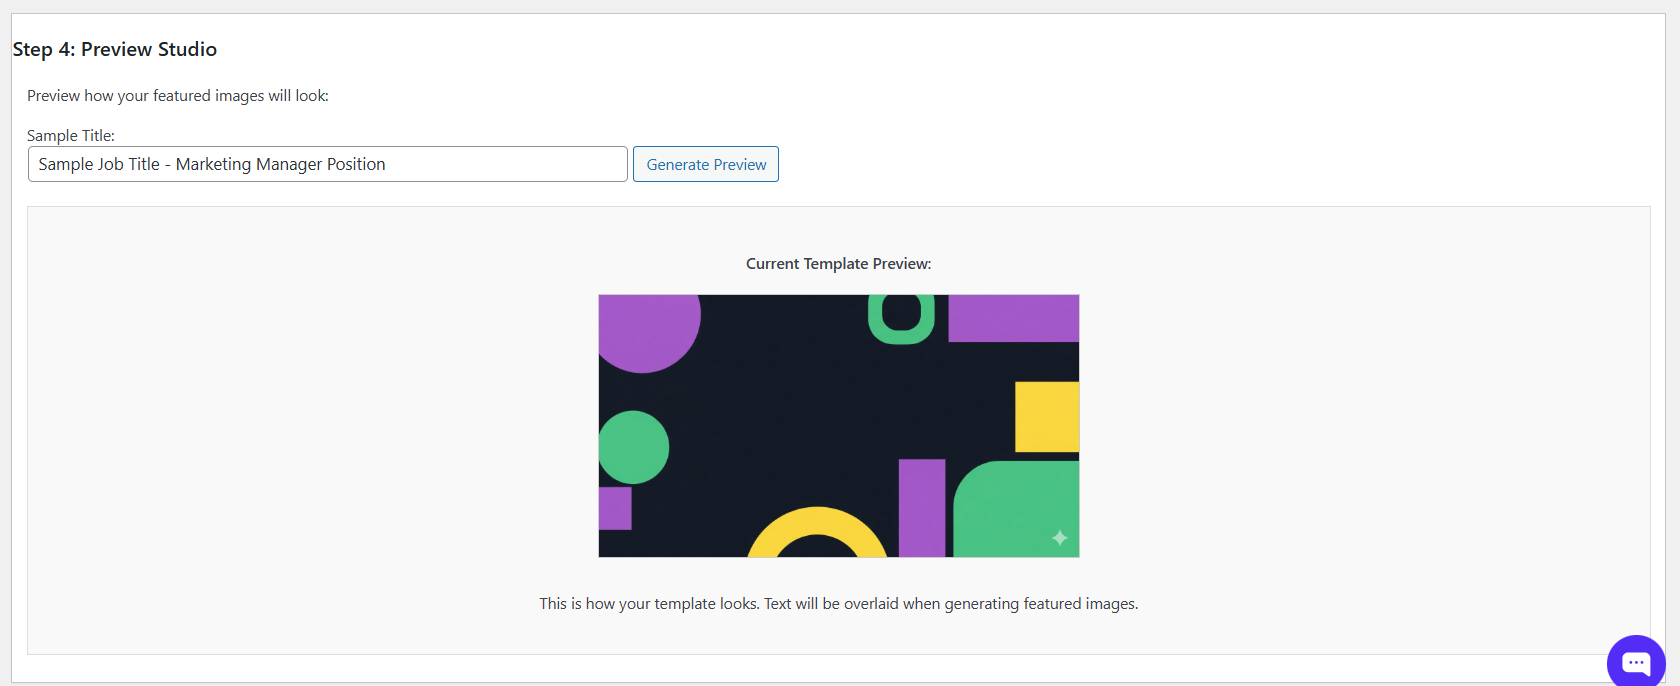 Step 4: Preview Studio
Preview how your featured images will look:
Sample Title:
Sample Job Title - Marketing Manager Position
Generate Preview
Current Template Preview:
This is how your template looks. Text will be overlaid when generating featured images.